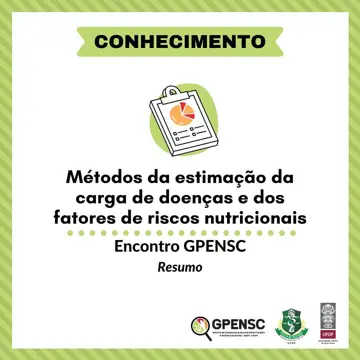 CONHECIMENTO
Métodos da estimação da
carga de doenças e dos
fatores de riscos nutricionais
Encontro GPENSC
Resumo
GPENSC
UFOP